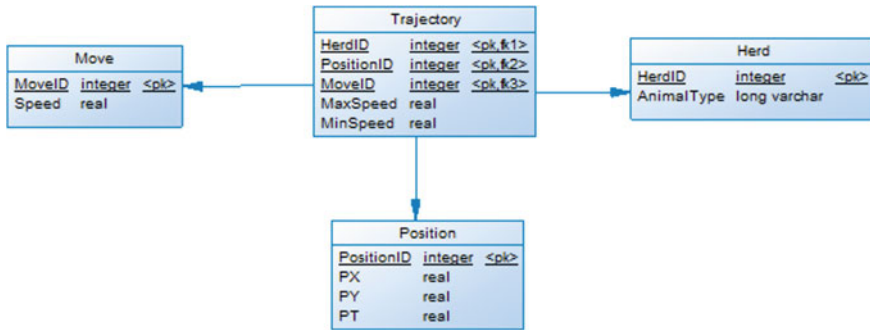 Trajectory
HerdID integer <pk,fk1>
PositionID integer <pk,fk2>
MoveID integer <pk,fk3>
MaxSpeed real
MinSpeed real
Move
MoveID integer <pk>
Speed real
Herd
HerdID integer <pk>
AnimalType long varchar
Position
PositionID integer <pk>
PX real
PY real
PT real